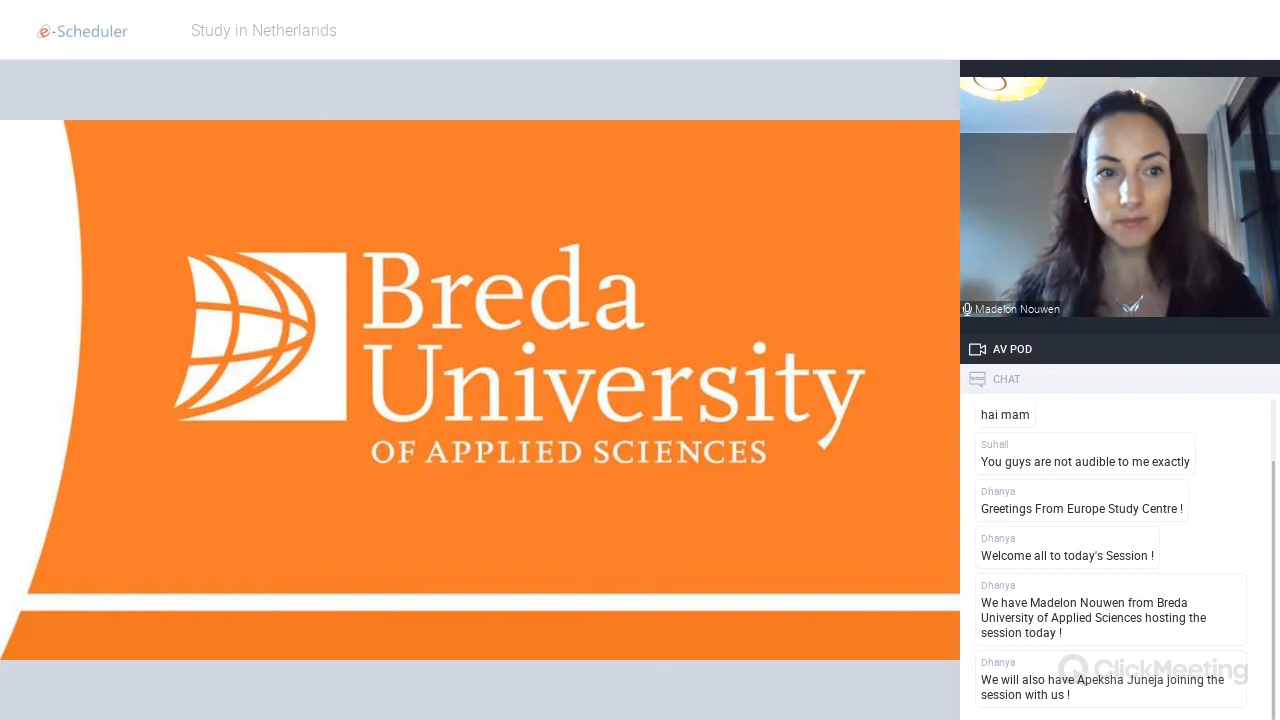 e-Scheduler
Study in Netherlands
Breda
University
OF APPLIED SCIENCES
Madelon Nouwen
AV POD
CHAT
hai mam
Suhail
You guys are not audible to me exactly
Dhanya
Greetings From Europe Study Centre !
Dhanya
Welcome all to today's Session !
Dhanya
We have Madelon Nouwen from Breda
University of Applied Sciences hosting the
session today !
Dhanya
We will also have Apeksha Juneja joining the
session with us !
ClickMeeting